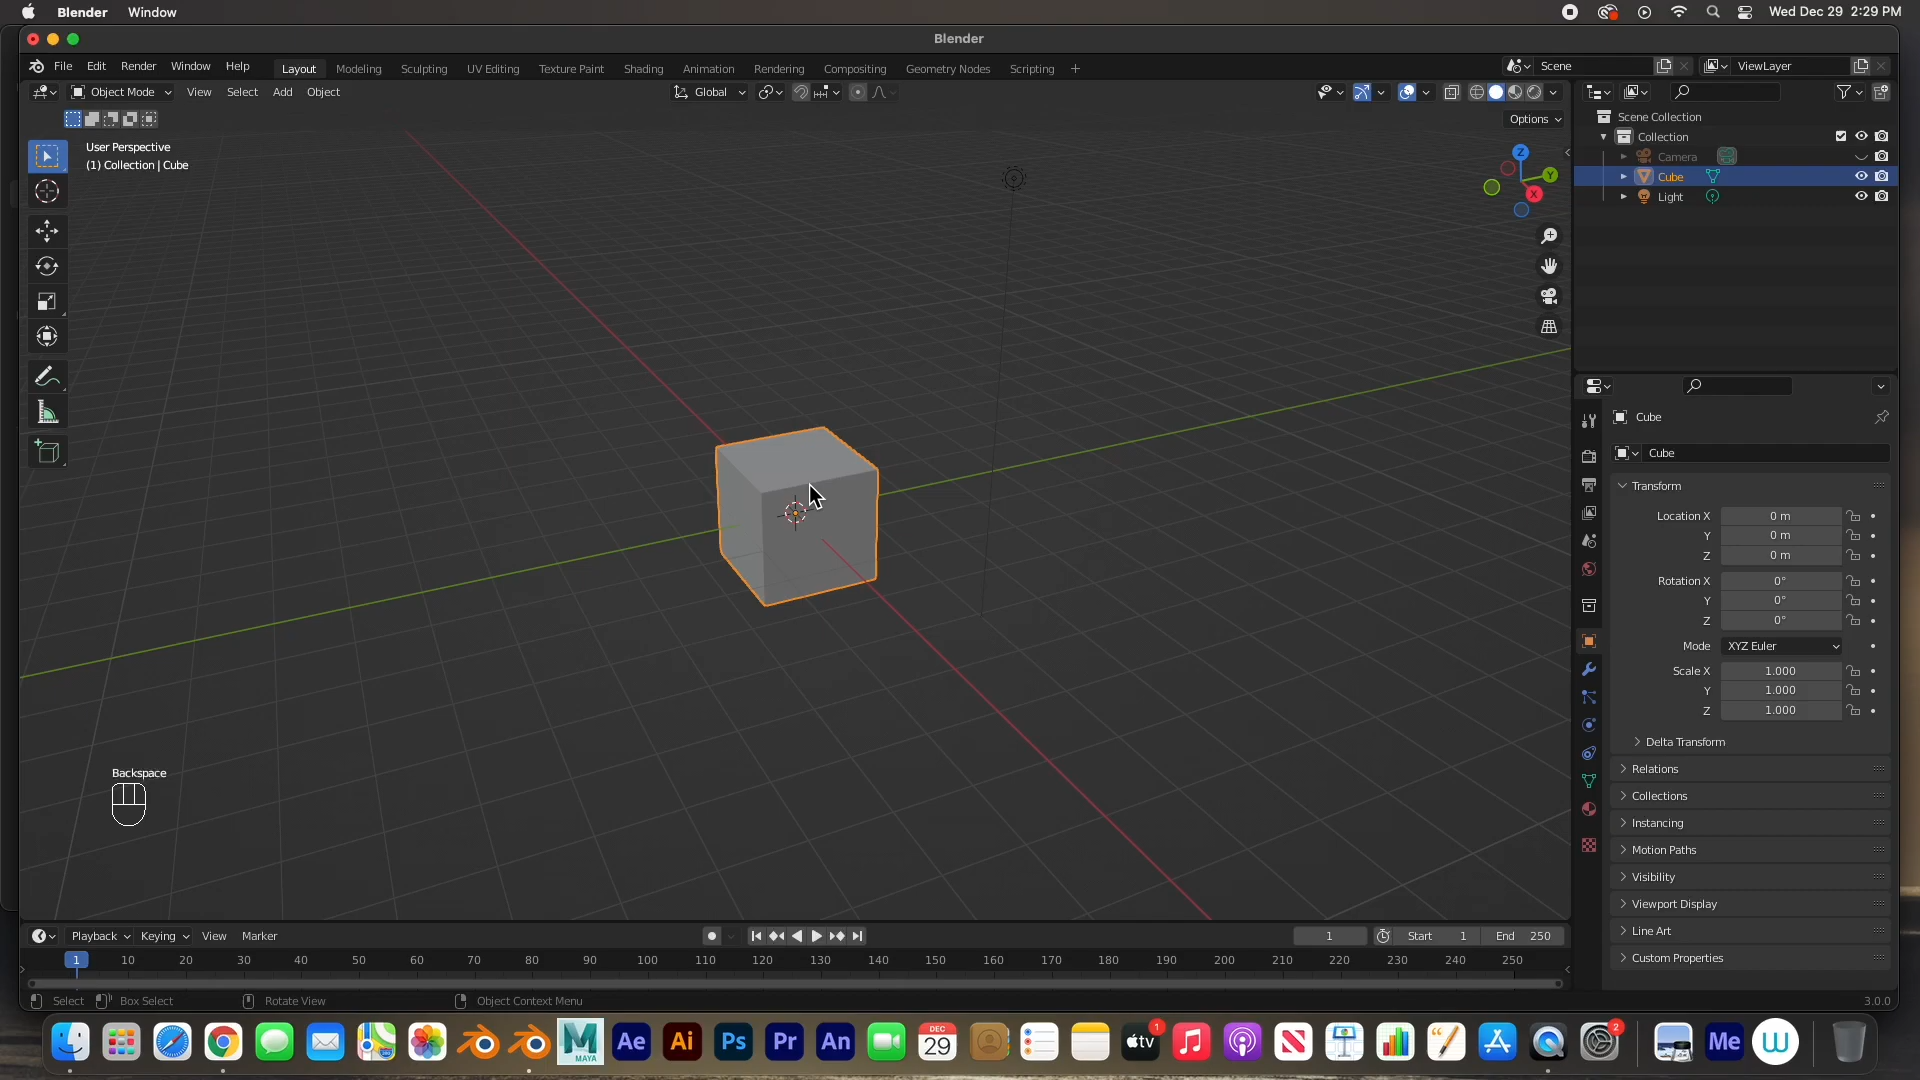 Blender Window Wed Dec 29 2:29 PM
Blender
File Edit Render Window Help Layout Modeling Sculpting UV Editing Texture Paint Shading Animation Rendering Compositing Geometry Nodes Scripting + Scene ViewLayer
Object Mode View Select Add Object Global
Options
User Perspective
(1) Collection | Cube
Z
Y
X
Scene Collection
Collection
Camera
Cube
Light
Cube
Cube
Transform
Location X 0 m
Y 0 m
Z 0 m
Rotation X 0°
Y 0°
Z 0°
Mode XYZ Euler
Scale X 1.000
Y 1.000
Z 1.000
Delta Transform
Relations
Collections
Instancing
Motion Paths
Visibility
Viewport Display
Line Art
Custom Properties
Backspace
Playback Keying View Marker 1 Start 1 End 250
1 10 20 30 40 50 60 70 80 90 100 110 120 130 140 150 160 170 180 190 200 210 220 230 240 250
Select Box Select Rotate View Object Context Menu 3.0.0
MAYA Ae Ai Ps Pr An DEC 29 tv 1 2 Me W